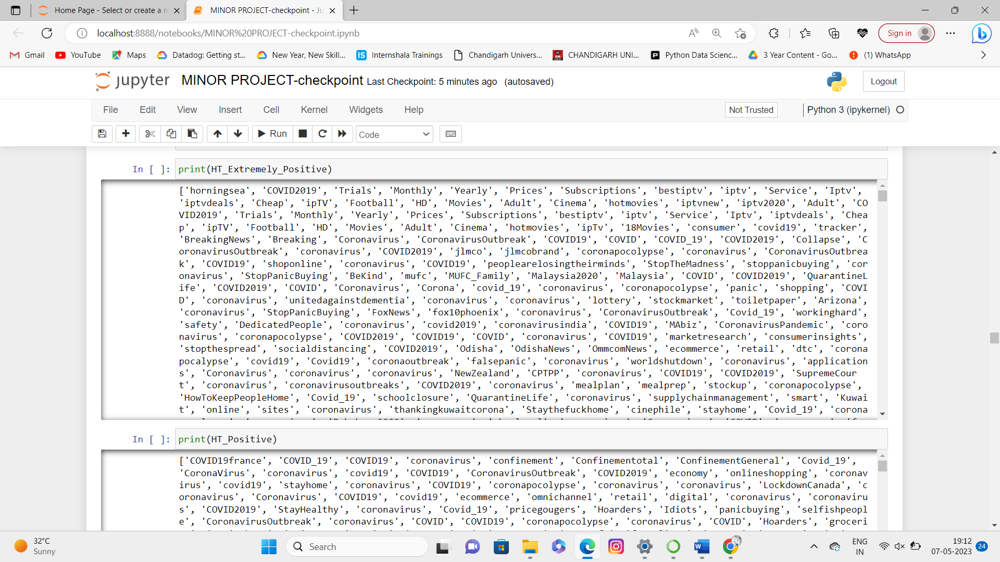 Home Page - Select or create a n
MINOR PROJECT-checkpoint - Ju
localhost:8888/notebooks/MINOR%20PROJECT-checkpoint.ipynb
Sign in
Gmail
YouTube
Maps
Datadog: Getting st...
New Year, New Skill...
IS Internshala Trainings
Chandigarh Univers...
CHANDIGARH UNI...
Python Data Scienc...
3 Year Content - Go...
(1) WhatsApp
jupyter MINOR PROJECT-checkpoint Last Checkpoint: 5 minutes ago (autosaved)
Logout
File Edit View Insert Cell Kernel Widgets Help
Not Trusted
Python 3 (ipykernel)
Run
Code
In [ ]: print(HT_Extremely_Positive)
['horningsea', 'COVID2019', 'Trials', 'Monthly', 'Yearly', 'Prices', 'Subscriptions', 'bestiptv', 'iptv', 'Service', 'Iptv',
'iptvdeals', 'Cheap', 'ipTV', 'Football', 'HD', 'Movies', 'Adult', 'Cinema', 'hotmovies', 'iptvnew', 'iptv2020', 'Adult', 'CO
VID2019', 'Trials', 'Monthly', 'Yearly', 'Prices', 'Subscriptions', 'bestiptv', 'iptv', 'Service', 'Iptv', 'iptvdeals', 'Chea
p', 'ipTV', 'Football', 'HD', 'Movies', 'Adult', 'Cinema', 'hotmovies', 'ipTv', '18Movies', 'consumer', 'covid19', 'tracker',
'BreakingNews', 'Breaking', 'Coronavirus', 'CoronavirusOutbreak', 'COVID19', 'COVID', 'COVID_19', 'COVID2019', 'Collapse', 'C
oronavirusOutbreak', 'coronavirus', 'COVID2019', 'jlmco', 'jlmcobrand', 'coronapocolypse', 'coronavirus', 'CoronavirusOutbrea
k', 'COVID19', 'shoponline', 'coronavirus', 'COVID19', 'peoplearelosingtheirminds', 'StopTheMadness', 'stoppanicbuying', 'cor
onavirus', 'StopPanicBuying', 'BeKind', 'mufc', 'MUFC_Family', 'Malaysia2020', 'Malaysia', 'COVID', 'COVID2019', 'QuarantineL
ife', 'COVID2019', 'COVID', 'Coronavirus', 'Corona', 'covid_19', 'coronavirus', 'coronapocolypse', 'panic', 'shopping', 'COVI
D', 'coronavirus', 'unitedagainstdementia', 'coronavirus', 'coronavirus', 'lottery', 'stockmarket', 'toiletpaper', 'Arizona',
'coronavirus', 'StopPanicBuying', 'FoxNews', 'fox10phoenix', 'coronavirus', 'CoronavirusOutbreak', 'Covid_19', 'workinghard',
'safety', 'DedicatedPeople', 'coronavirus', 'covid2019', 'coronavirusindia', 'COVID19', 'MAbiz', 'CoronavirusPandemic', 'coro
navirus', 'coronapocolypse', 'COVID2019', 'COVID19', 'COVID', 'coronavirus', 'COVID19', 'marketresearch', 'consumerinsights',
'stopthespread', 'socialdistancing', 'COVID2019', 'Odisha', 'OdishaNews', 'OmmcomNews', 'ecommerce', 'retail', 'dtc', 'corona
pocalypse', 'covid19', 'Covid19', 'coronaoutbreak', 'falsepanic', 'coronavirus', 'worldshutdown', 'coronavirus', 'application
s', 'Coronavirus', 'coronavirus', 'coronavirus', 'NewZealand', 'CPTPP', 'coronavirus', 'COVID19', 'COVID2019', 'SupremeCour
t', 'coronavirus', 'coronavirusoutbreaks', 'COVID2019', 'coronavirus', 'mealplan', 'mealprep', 'stockup', 'coronapocolypse',
'HowToKeepPeopleHome', 'Covid_19', 'schoolclosure', 'QuarantineLife', 'coronavirus', 'supplychainmanagement', 'smart', 'Kuwai
t', 'online', 'sites', 'coronavirus', 'thankingkuwaitcorona', 'Staythefuckhome', 'cinephile', 'stayhome', 'Covid_19', 'corona
In [ ]: print(HT_Positive)
['COVID19france', 'COVID_19', 'COVID19', 'coronavirus', 'confinement', 'Confinementotal', 'ConfinementGeneral', 'Covid_19',
'CoronaVirus', 'coronavirus', 'covid19', 'COVID19', 'CoronavirusOutbreak', 'COVID2019', 'economy', 'onlineshopping', 'coronav
irus', 'covid19', 'stayhome', 'coronavirus', 'COVID19', 'coronapocolypse', 'coronavirus', 'coronavirus', 'LockdownCanada', 'c
oronavirus', 'Coronavirus', 'COVID19', 'covid19', 'ecommerce', 'omnichannel', 'retail', 'digital', 'coronavirus', 'coronaviru
s', 'COVID2019', 'StayHealthy', 'coronavirus', 'Covid_19', 'pricegougers', 'Hoarders', 'Idiots', 'panicbuying', 'selfishpeopl
e', 'CoronavirusOutbreak', 'coronavirus', 'COVID', 'COVID19', 'coronapocolypse', 'coronavirus', 'COVID', 'Hoarders', 'groceri
32°C
Sunny
Search
ENG
IN
19:12
07-05-2023
24